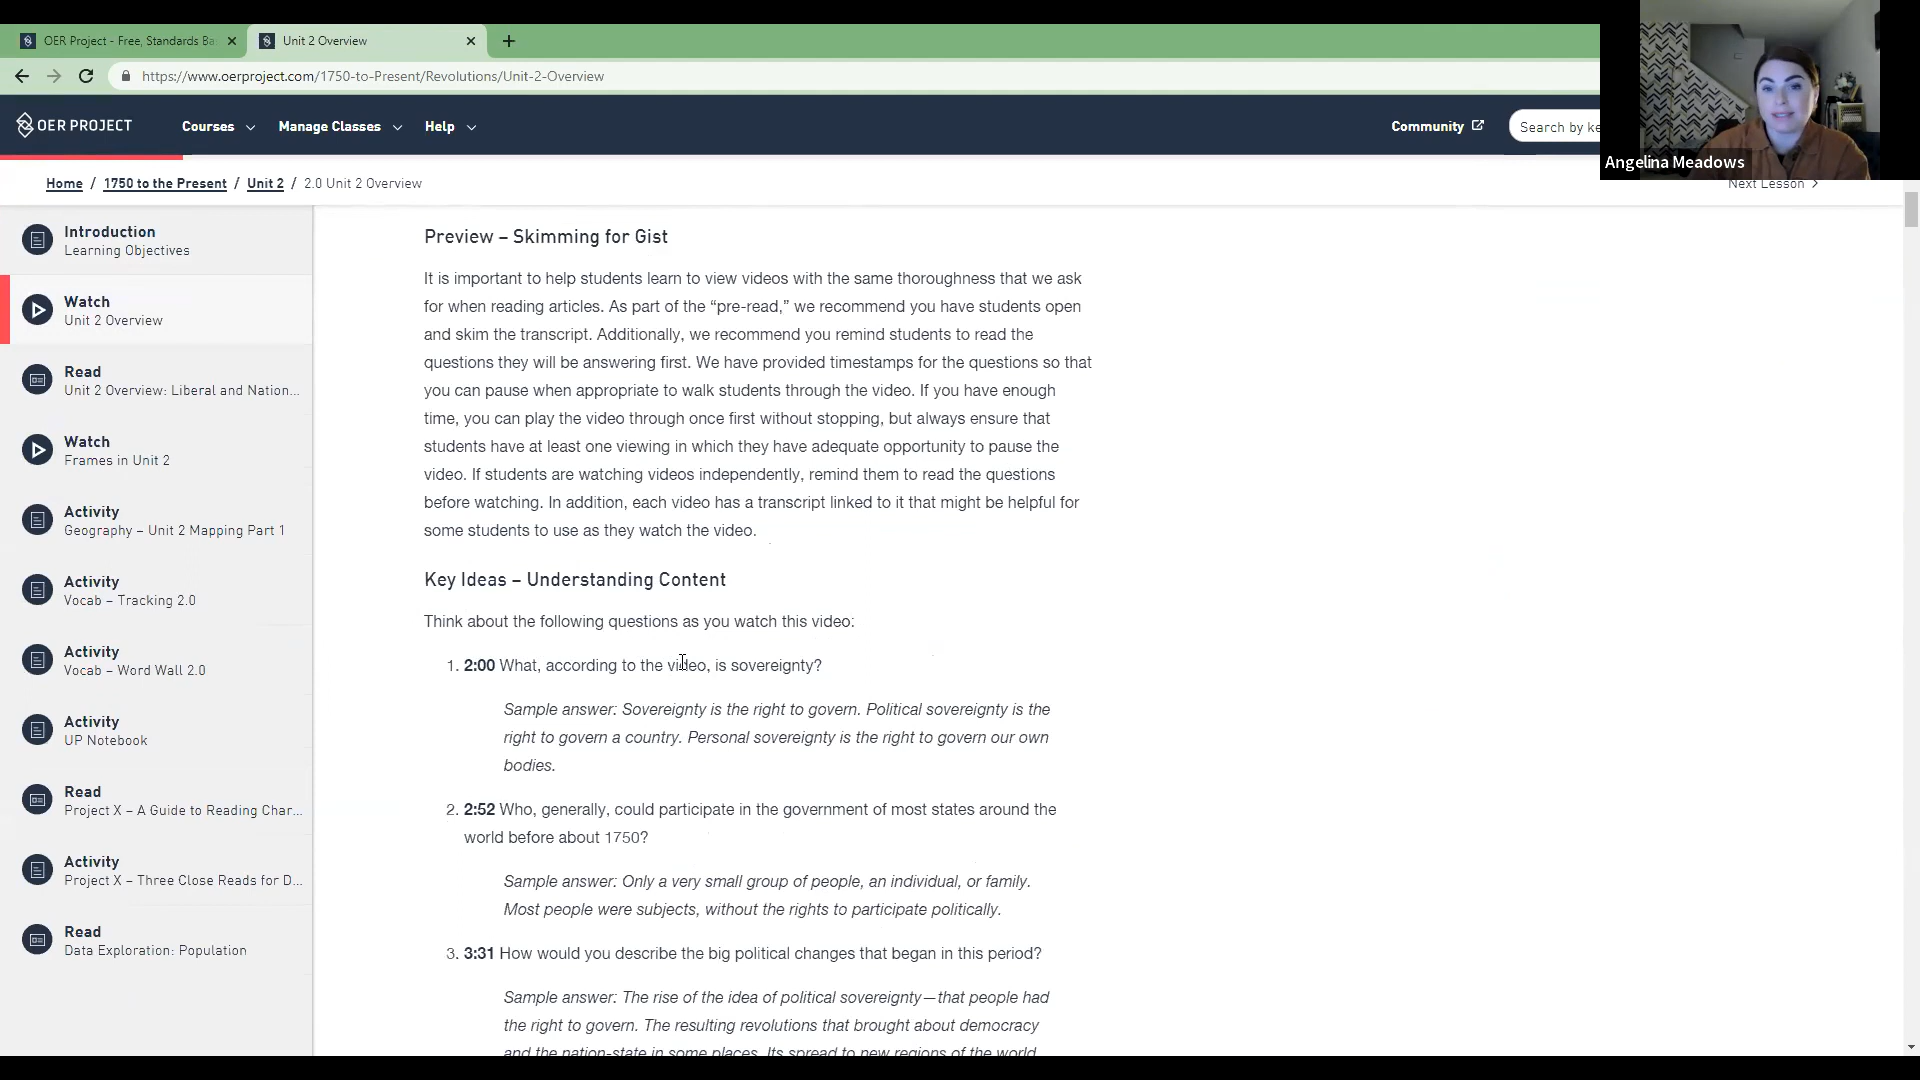 OER Project - Free, Standards Ba
Unit 2 Overview
https://www.oerproject.com/1750-to-Present/Revolutions/Unit-2-Overview
OER PROJECT
Courses
Manage Classes
Help
Community
Search by ke
Angelina Meadows
Home / 1750 to the Present / Unit 2 / 2.0 Unit 2 Overview
Next Lesson
Introduction
Learning Objectives
Watch
Unit 2 Overview
Read
Unit 2 Overview: Liberal and Nation...
Watch
Frames in Unit 2
Activity
Geography – Unit 2 Mapping Part 1
Activity
Vocab – Tracking 2.0
Activity
Vocab – Word Wall 2.0
Activity
UP Notebook
Read
Project X – A Guide to Reading Char...
Activity
Project X – Three Close Reads for D...
Read
Data Exploration: Population
Preview – Skimming for Gist
It is important to help students learn to view videos with the same thoroughness that we ask
for when reading articles. As part of the “pre-read,” we recommend you have students open
and skim the transcript. Additionally, we recommend you remind students to read the
questions they will be answering first. We have provided timestamps for the questions so that
you can pause when appropriate to walk students through the video. If you have enough
time, you can play the video through once first without stopping, but always ensure that
students have at least one viewing in which they have adequate opportunity to pause the
video. If students are watching videos independently, remind them to read the questions
before watching. In addition, each video has a transcript linked to it that might be helpful for
some students to use as they watch the video.
Key Ideas – Understanding Content
Think about the following questions as you watch this video:
1. 2:00 What, according to the video, is sovereignty?
Sample answer: Sovereignty is the right to govern. Political sovereignty is the
right to govern a country. Personal sovereignty is the right to govern our own
bodies.
2. 2:52 Who, generally, could participate in the government of most states around the
world before about 1750?
Sample answer: Only a very small group of people, an individual, or family.
Most people were subjects, without the rights to participate politically.
3. 3:31 How would you describe the big political changes that began in this period?
Sample answer: The rise of the idea of political sovereignty—that people had
the right to govern. The resulting revolutions that brought about democracy
and the nation-state in some places. Its spread to new regions of the world